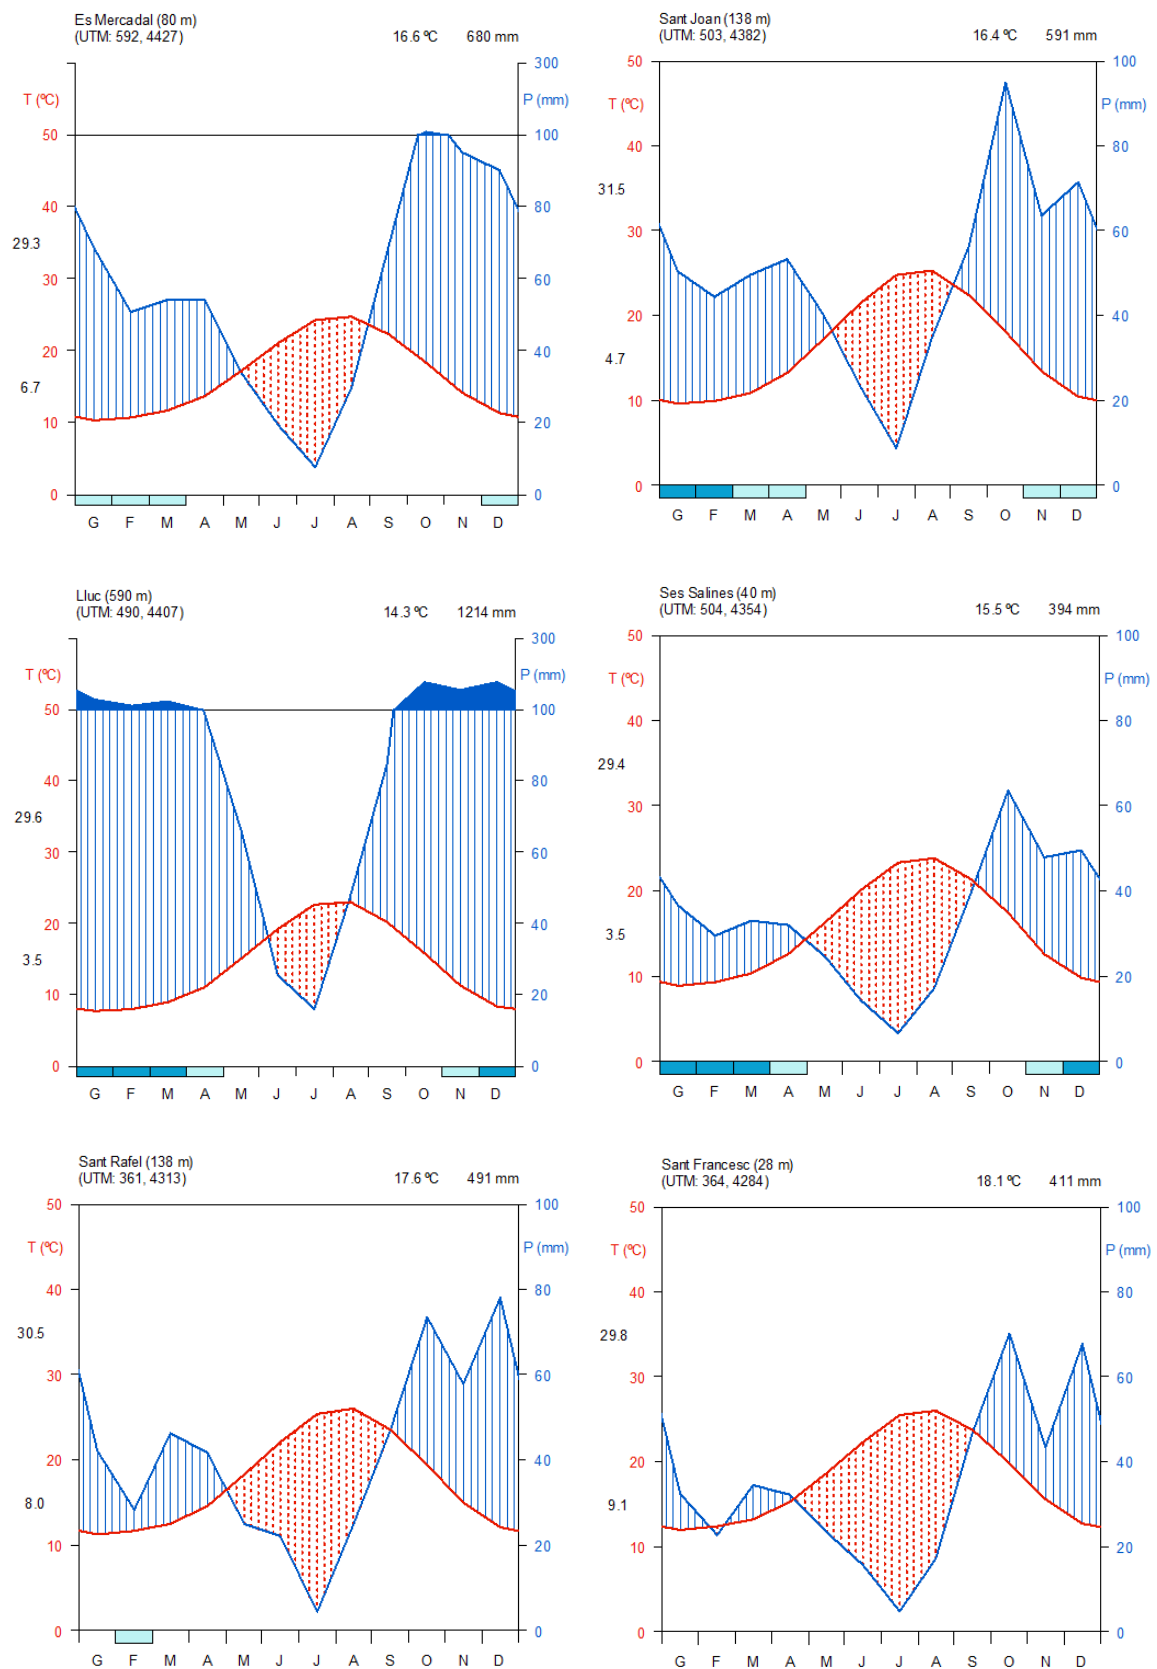 Es Mercadal (80 m)
(UTM: 592, 4427)
16.6 ºC 680 mm
T (ºC)
P (mm)
300
50 100
40 80
29.3
30 60
20 40
6.7
10 20
0 0
G F M A M J J A S O N D
Sant Joan (138 m)
(UTM: 503, 4382)
16.4 ºC 591 mm
50 100
T (ºC)
P (mm)
40 80
31.5
30 60
20 40
4.7
10 20
0 0
G F M A M J J A S O N D
Lluc (590 m)
(UTM: 490, 4407)
14.3 ºC 1214 mm
300
T (ºC)
P (mm)
50 100
40 80
29.6
30 60
20 40
3.5
10 20
0 0
G F M A M J J A S O N D
Ses Salines (40 m)
(UTM: 504, 4354)
15.5 ºC 394 mm
50 100
T (ºC)
P (mm)
40 80
29.4
30 60
20 40
3.5
10 20
0 0
G F M A M J J A S O N D
Sant Rafel (138 m)
(UTM: 361, 4313)
17.6 ºC 491 mm
50 100
T (ºC)
P (mm)
40 80
30.5
30 60
20 40
8.0
10 20
0 0
G F M A M J J A S O N D
Sant Francesc (28 m)
(UTM: 364, 4284)
18.1 ºC 411 mm
50 100
T (ºC)
P (mm)
40 80
29.8
30 60
20 40
9.1
10 20
0 0
G F M A M J J A S O N D